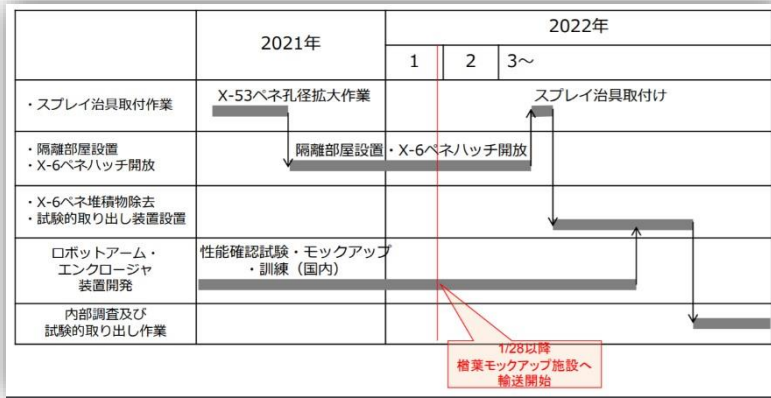 2021年
2022年
1
2
3～
・スプレイ治具取付作業
X-53ペネ孔径拡大作業
スプレイ治具取付け
・隔離部屋設置
・X-6ペネハッチ開放
隔離部屋設置・X-6ペネハッチ開放
・X-6ペネ堆積物除去
・試験的取り出し装置設置
ロボットアーム・
エンクロージャ
装置開発
性能確認試験・モックアップ
・訓練（国内）
内部調査及び
試験的取り出し作業
1/28以降
楢葉モックアップ施設へ
輸送開始